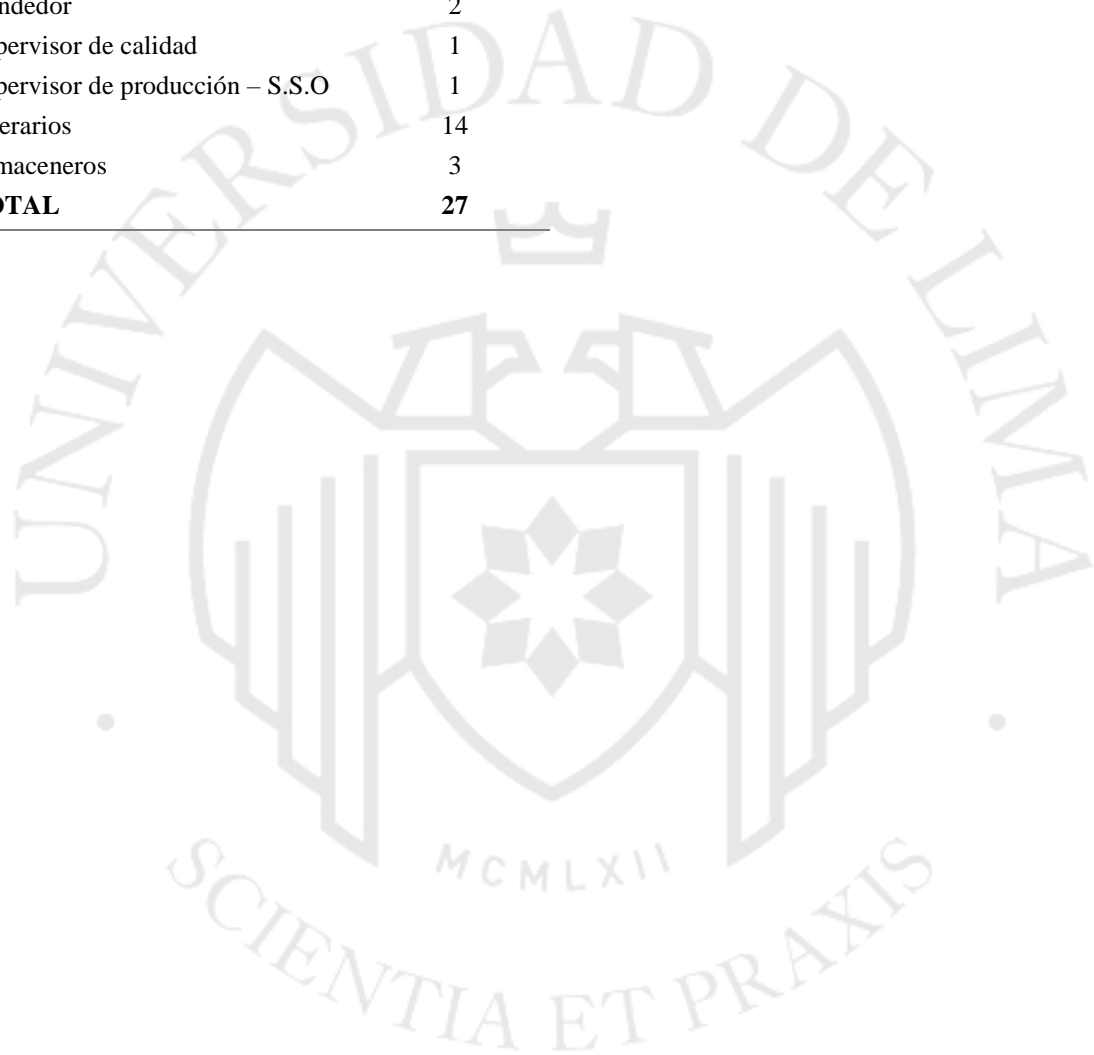 ndedor 2
pervisor de calidad 1
pervisor de producción – S.S.O 1
erarios 14
maceneros 3
OTAL 27
UNIVERSIDAD DE LIMA
MCMLXII
SCIENTIA ET PRAXIS